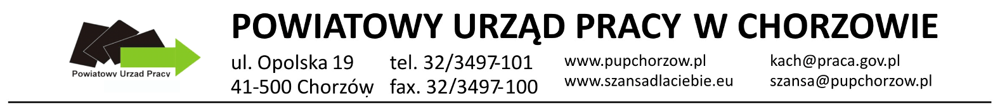 POWIATOWY URZĄD PRACY W CHORZOWIE
Powiatowy Urzad Pracy
ul. Opolska 19 tel. 32/3497-101 www.pupchorzow.pl kach@praca.gov.pl
41-500 Chorzów fax. 32/3497-100 www.szansadlaciebie.eu szansa@pupchorzow.pl